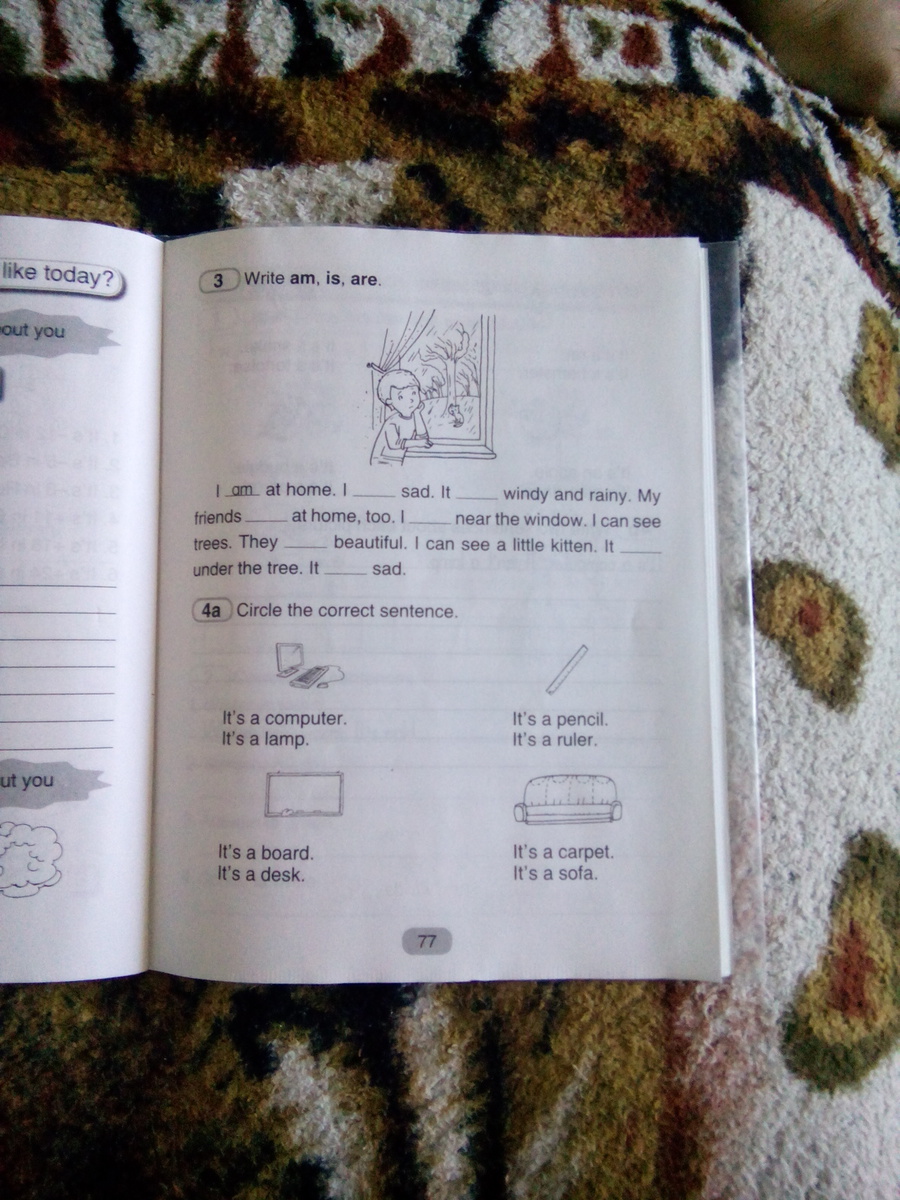 like today?
out you
ut you
3 Write am, is, are.
I am at home. I ____ sad. It ____ windy and rainy. My
friends ____ at home, too. I ____ near the window. I can see
trees. They ____ beautiful. I can see a little kitten. It ____
under the tree. It ____ sad.
4a Circle the correct sentence.
It's a computer.
It's a lamp.
It's a pencil.
It's a ruler.
It's a board.
It's a desk.
It's a carpet.
It's a sofa.
77